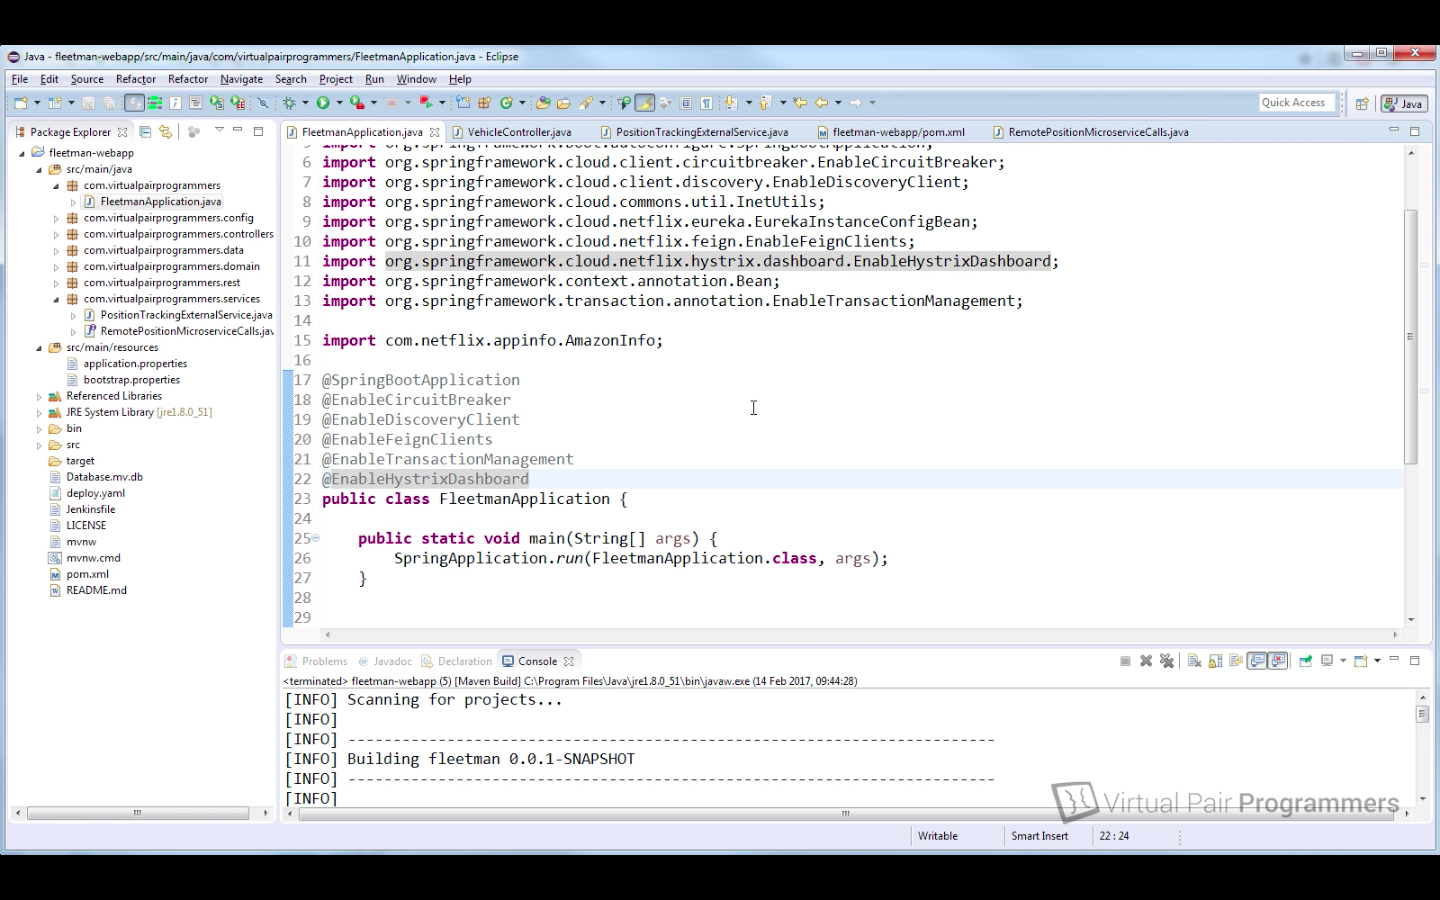 Java - fleetman-webapp/src/main/java/com/virtualpairprogrammers/FleetmanApplication.java - Eclipse
File Edit Source Refactor Refactor Navigate Search Project Run Window Help
Quick Access
Java
Package Explorer
FleetmanApplication.java VehicleController.java PositionTrackingExternalService.java fleetman-webapp/pom.xml RemotePositionMicroserviceCalls.java
fleetman-webapp
src/main/java
com.virtualpairprogrammers
FleetmanApplication.java
com.virtualpairprogrammers.config
com.virtualpairprogrammers.controllers
com.virtualpairprogrammers.data
com.virtualpairprogrammers.domain
com.virtualpairprogrammers.rest
com.virtualpairprogrammers.services
PositionTrackingExternalService.java
RemotePositionMicroserviceCalls.jav
src/main/resources
application.properties
bootstrap.properties
Referenced Libraries
JRE System Library [jre1.8.0_51]
bin
src
target
Database.mv.db
deploy.yaml
Jenkinsfile
LICENSE
mvnw
mvnw.cmd
pom.xml
README.md
5 import org.springframework.boot.autoconfigure.SpringBootApplication;
6 import org.springframework.cloud.client.circuitbreaker.EnableCircuitBreaker;
7 import org.springframework.cloud.client.discovery.EnableDiscoveryClient;
8 import org.springframework.cloud.commons.util.InetUtils;
9 import org.springframework.cloud.netflix.eureka.EurekaInstanceConfigBean;
10 import org.springframework.cloud.netflix.feign.EnableFeignClients;
11 import org.springframework.cloud.netflix.hystrix.dashboard.EnableHystrixDashboard;
12 import org.springframework.context.annotation.Bean;
13 import org.springframework.transaction.annotation.EnableTransactionManagement;
14
15 import com.netflix.appinfo.AmazonInfo;
16
17 @SpringBootApplication
18 @EnableCircuitBreaker
19 @EnableDiscoveryClient
20 @EnableFeignClients
21 @EnableTransactionManagement
22 @EnableHystrixDashboard
23 public class FleetmanApplication {
24
25 public static void main(String[] args) {
26 SpringApplication.run(FleetmanApplication.class, args);
27 }
28
29
Problems @ Javadoc Declaration Console
<terminated> fleetman-webapp (5) [Maven Build] C:\Program Files\Java\jre1.8.0_51\bin\javaw.exe (14 Feb 2017, 09:44:28)
[INFO] Scanning for projects...
[INFO]
[INFO] ------------------------------------------------------------------------
[INFO] Building fleetman 0.0.1-SNAPSHOT
[INFO] ------------------------------------------------------------------------
[INFO]
Virtual Pair Programmers
Writable Smart Insert 22 : 24